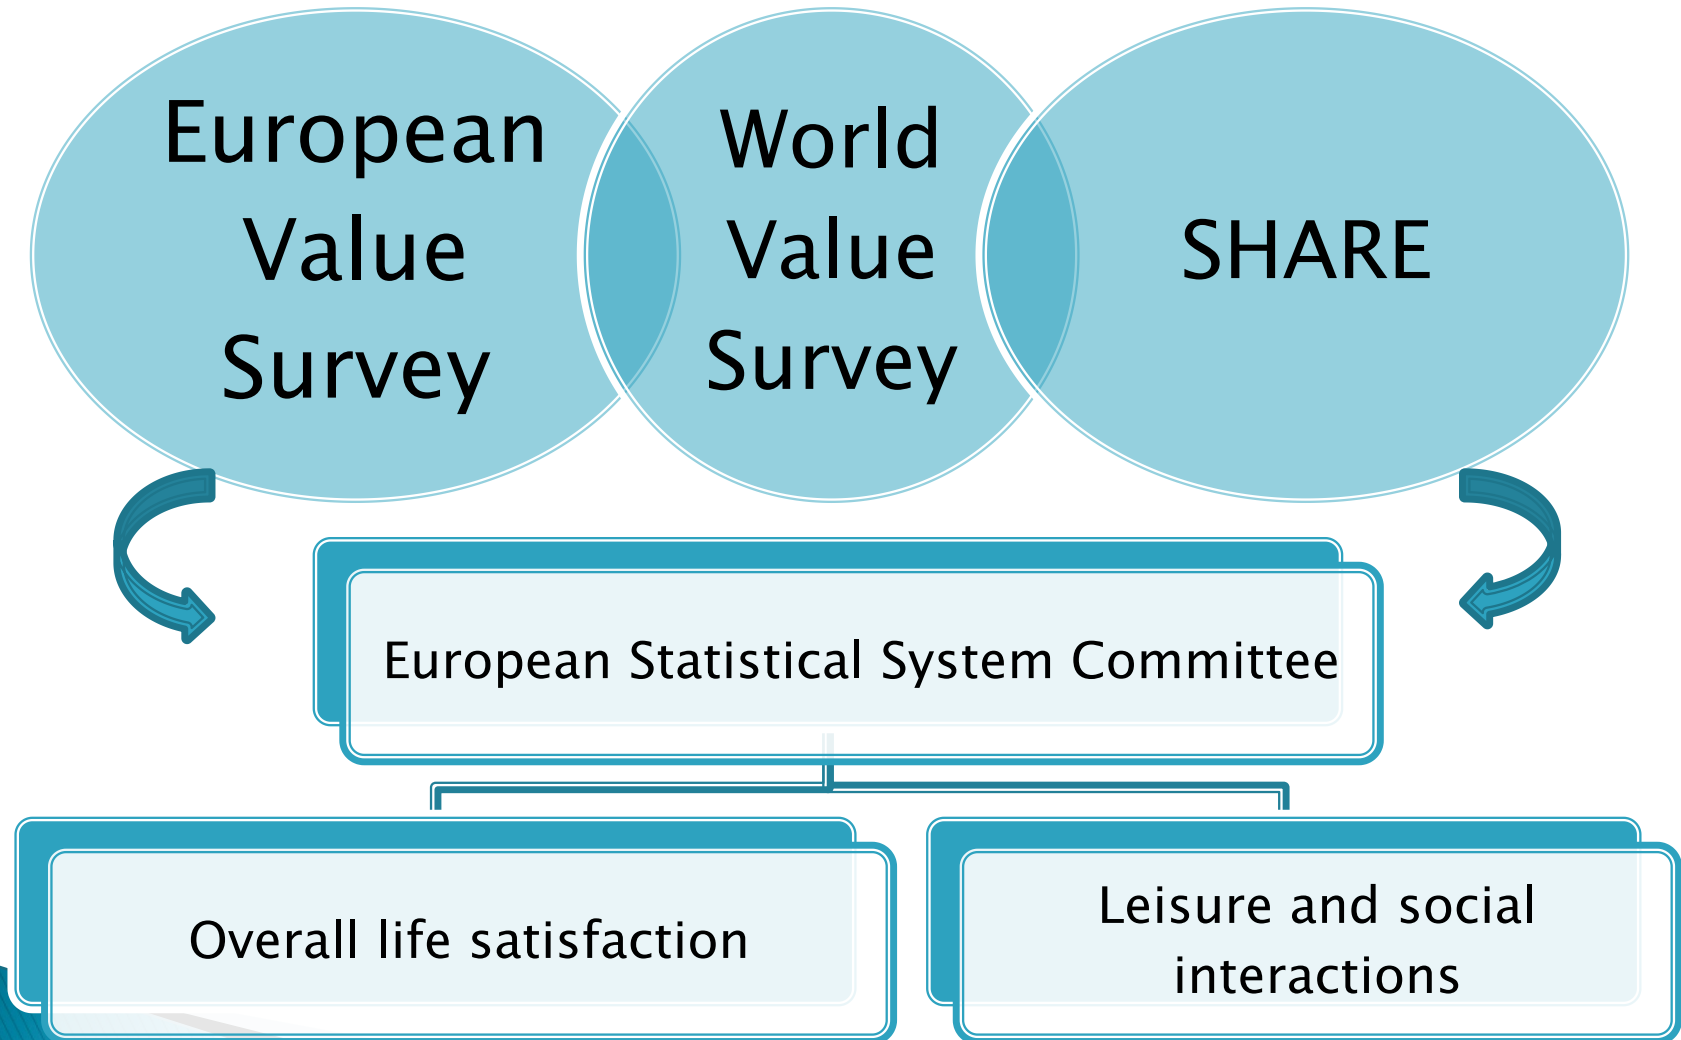 European
Value
Survey
World
Value
Survey
SHARE
European Statistical System Committee
Overall life satisfaction
Leisure and social
interactions